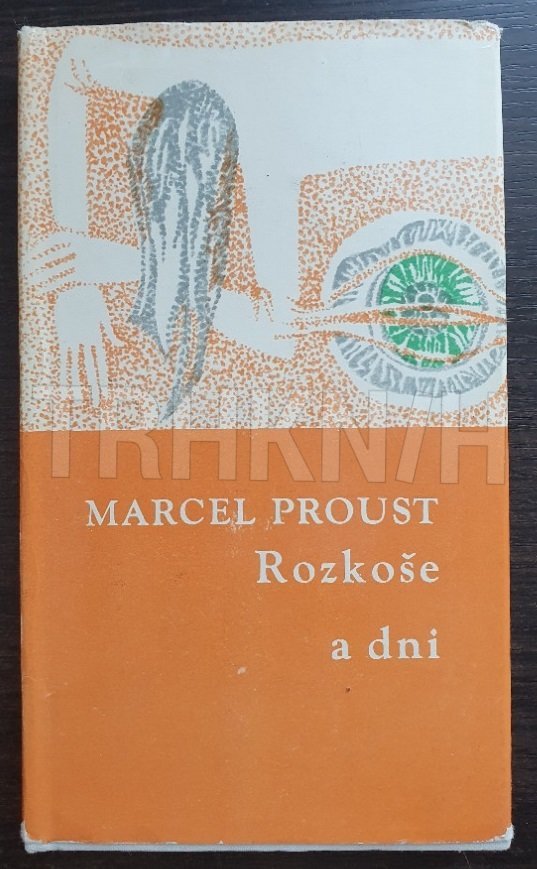 TRHKNIH
MARCEL PROUST
Rozkoše
a dni